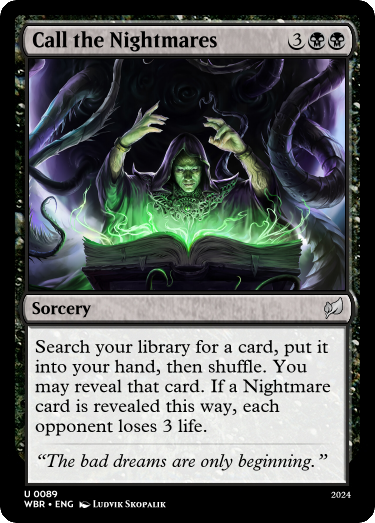 Call the Nightmares 3
Sorcery
Search your library for a card, put it
into your hand, then shuffle. You
may reveal that card. If a Nightmare
card is revealed this way, each
opponent loses 3 life.
“The bad dreams are only beginning.”
U 0089
2024
WBR • ENG Ludvik Skopalik